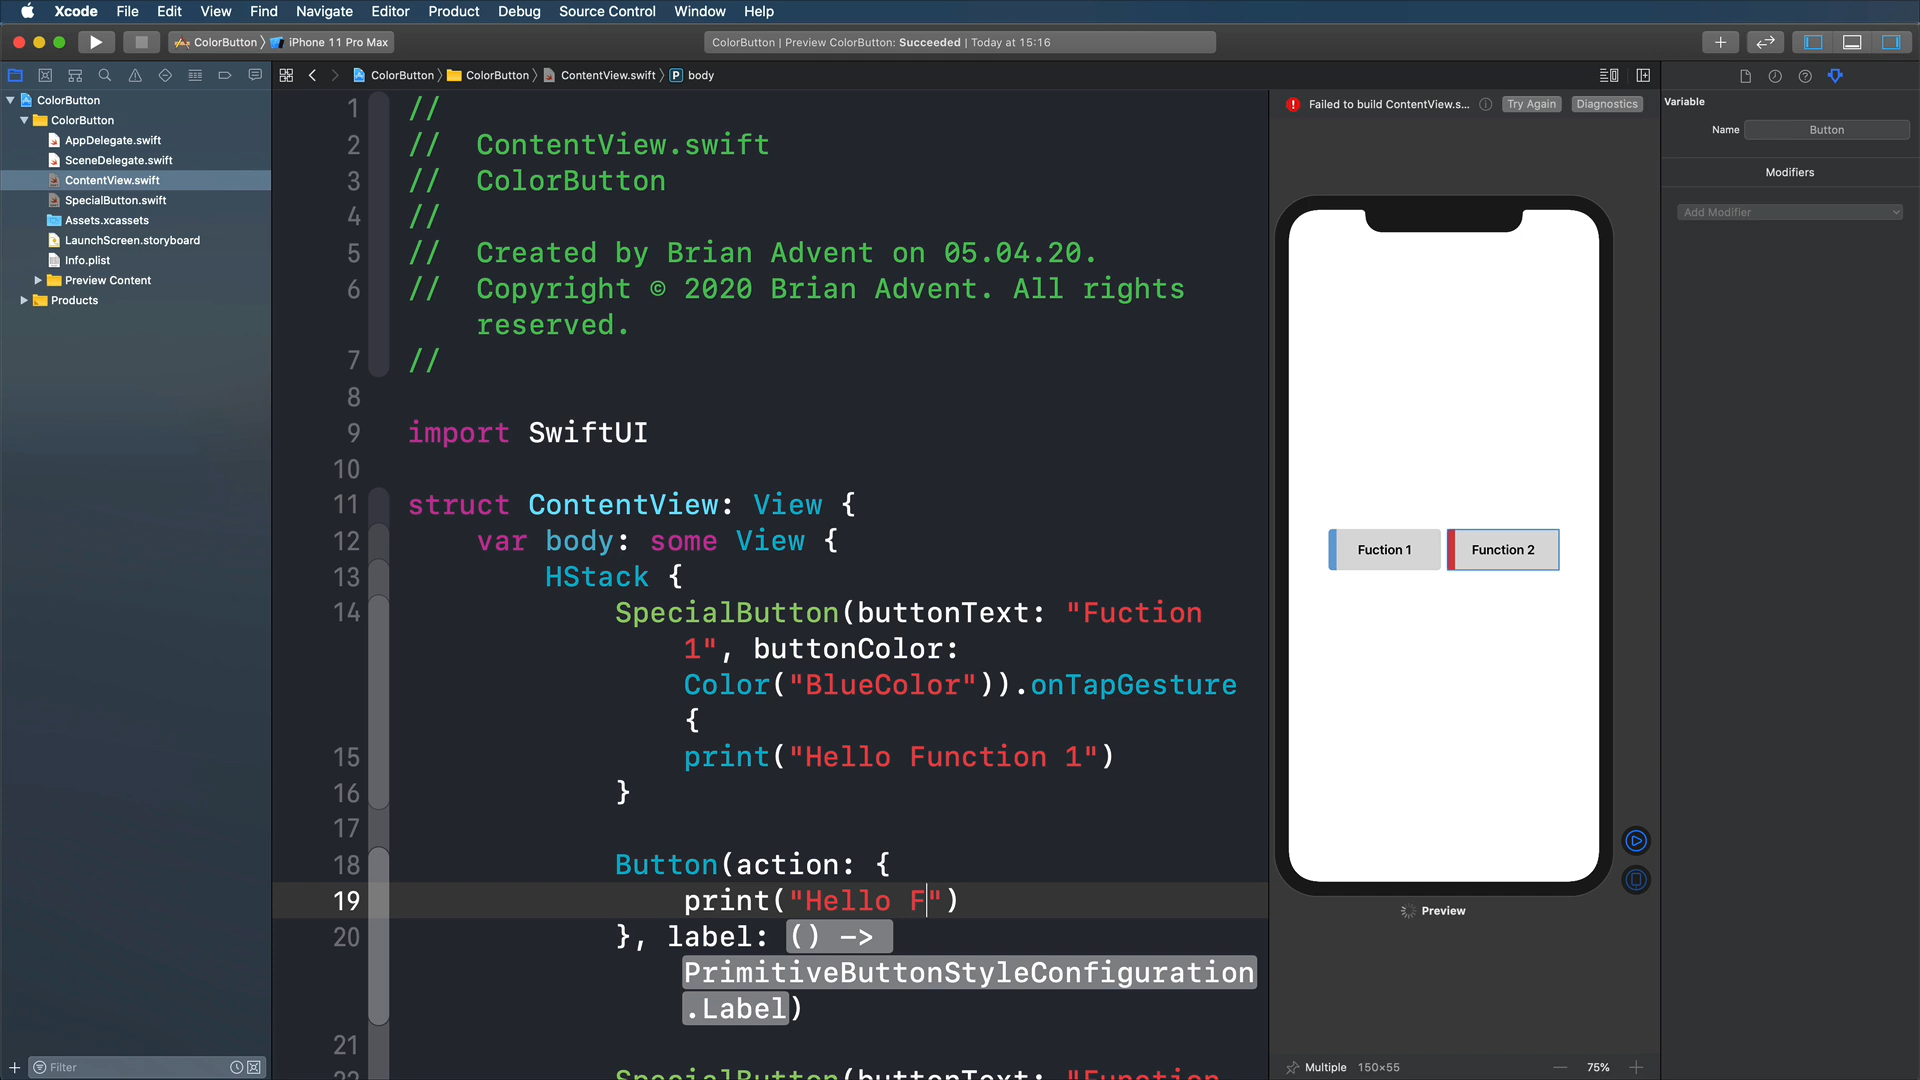 Xcode File Edit View Find Navigate Editor Product Debug Source Control Window Help
ColorButton iPhone 11 Pro Max
ColorButton | Preview ColorButton: Succeeded | Today at 15:16
ColorButton ColorButton ContentView.swift P body
ColorButton
ColorButton
AppDelegate.swift
SceneDelegate.swift
ContentView.swift
SpecialButton.swift
Assets.xcassets
LaunchScreen.storyboard
Info.plist
Preview Content
Products
Filter
1 //
2 // ContentView.swift
3 // ColorButton
4 //
5 // Created by Brian Advent on 05.04.20.
6 // Copyright © 2020 Brian Advent. All rights
reserved.
7 //
8
9 import SwiftUI
10
11 struct ContentView: View {
12 var body: some View {
13 HStack {
14 SpecialButton(buttonText: "Fuction
1", buttonColor:
Color("BlueColor")).onTapGesture
{
15 print("Hello Function 1")
16 }
17
18 Button(action: {
19 print("Hello F")
20 }, label: () ->
PrimitiveButtonStyleConfiguration
.Label)
21
22 SpecialButton(buttonText: "Function
Failed to build ContentView.s... Try Again Diagnostics
Fuction 1 Function 2
Preview
Multiple 150×55 75%
Variable
Name Button
Modifiers
Add Modifier